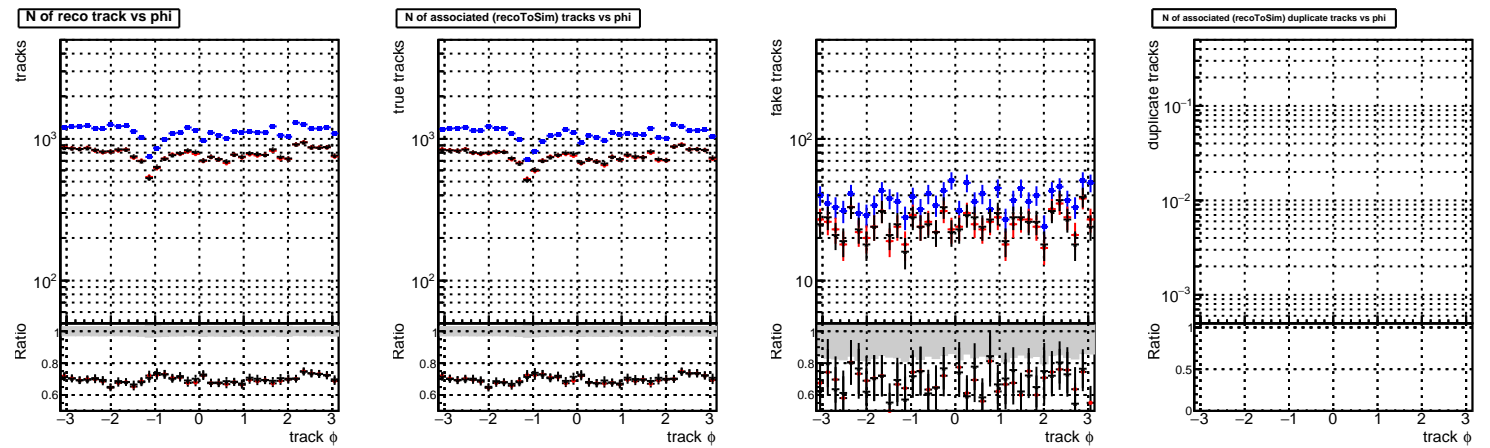 N of reco track vs phi
tracks
10³
10²
Ratio
1
0.8
0.6
−3 −2 −1 0 1 2 3
track ϕ
N of associated (recoToSim) tracks vs phi
true tracks
10³
10²
Ratio
1
0.8
0.6
−3 −2 −1 0 1 2 3
track ϕ
fake tracks
10²
10
Ratio
1
0.8
0.6
−3 −2 −1 0 1 2 3
track ϕ
N of associated (recoToSim) duplicate tracks vs phi
duplicate tracks
10⁻¹
10⁻²
10⁻³
Ratio
1
0.5
0
−3 −2 −1 0 1 2 3
track ϕ